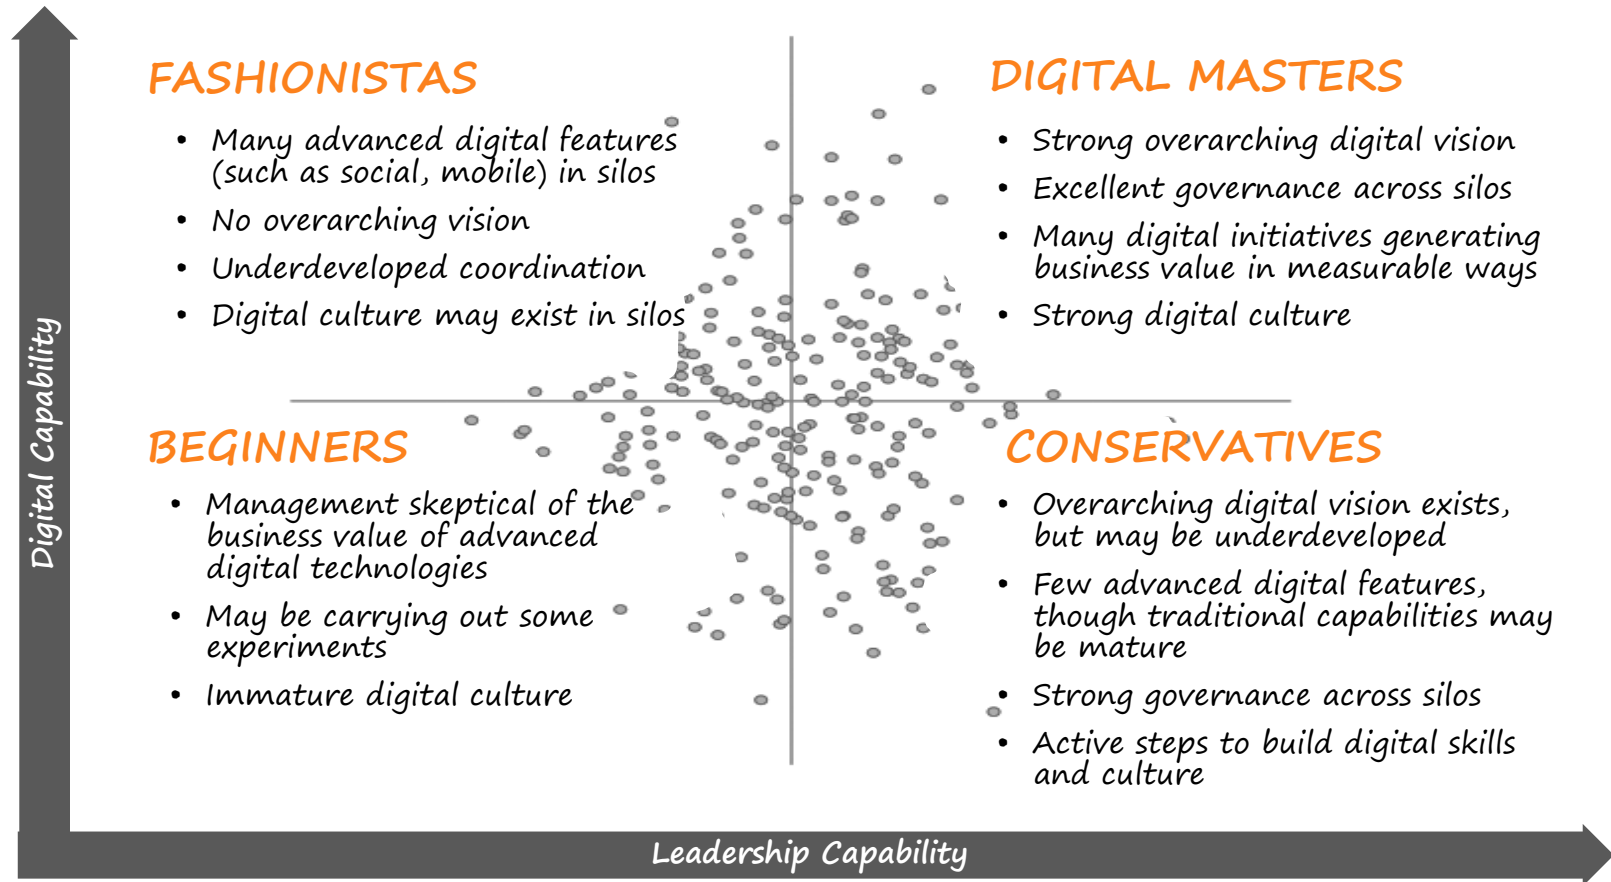 FASHIONISTAS
• Many advanced digital features
(such as social, mobile) in silos
• No overarching vision
• Underdeveloped coordination
• Digital culture may exist in silos
DIGITAL MASTERS
• Strong overarching digital vision
• Excellent governance across silos
• Many digital initiatives generating
business value in measurable ways
• Strong digital culture
BEGINNERS
• Management skeptical of the
business value of advanced
digital technologies
• May be carrying out some
experiments
• Immature digital culture
CONSERVATIVES
• Overarching digital vision exists,
but may be underdeveloped
• Few advanced digital features,
though traditional capabilities may
be mature
• Strong governance across silos
• Active steps to build digital skills
and culture
Digital Capability
Leadership Capability